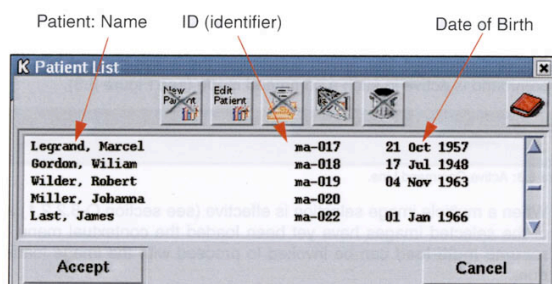 Patient: Name ID (identifier) Date of Birth
K Patient List
New Patient Edit Patient
Legrand, Marcel ma-017 21 Oct 1957
Gordon, Wiliam ma-018 17 Jul 1948
Wilder, Robert ma-019 04 Nov 1963
Miller, Johanna ma-020
Last, James ma-022 01 Jan 1966
Accept Cancel